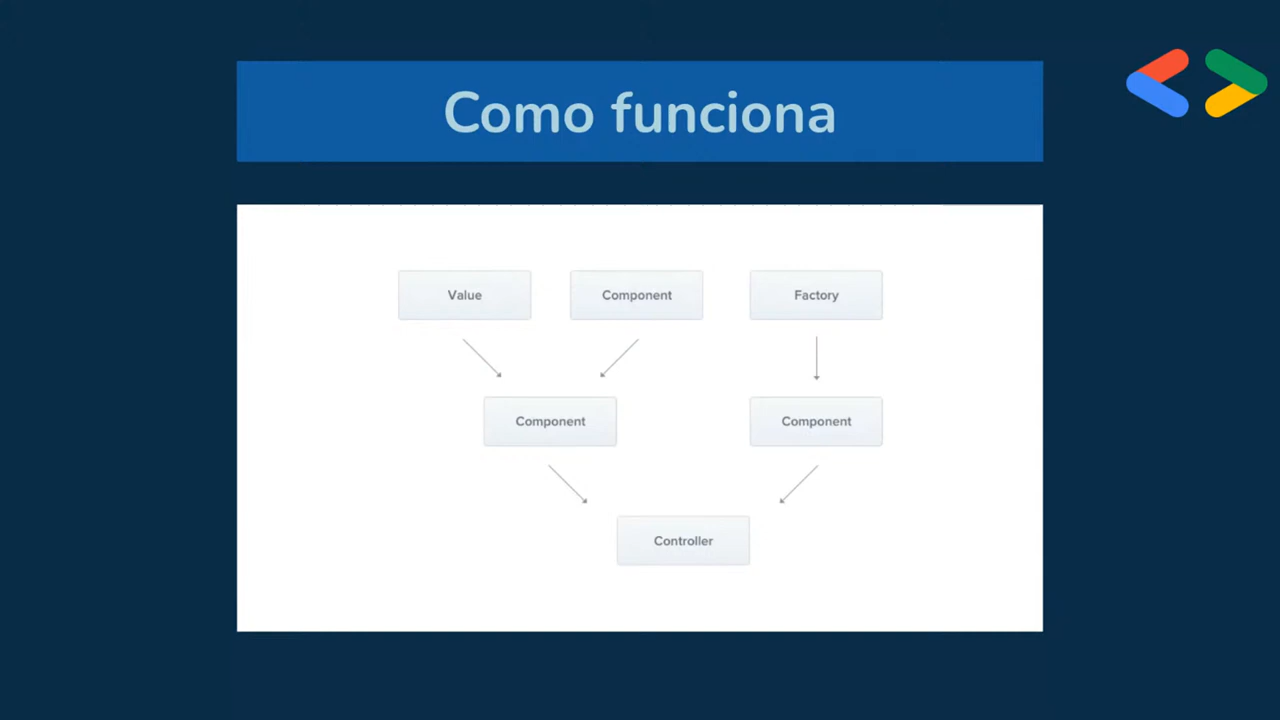 Como funciona
Value
Component
Factory
Component
Component
Controller